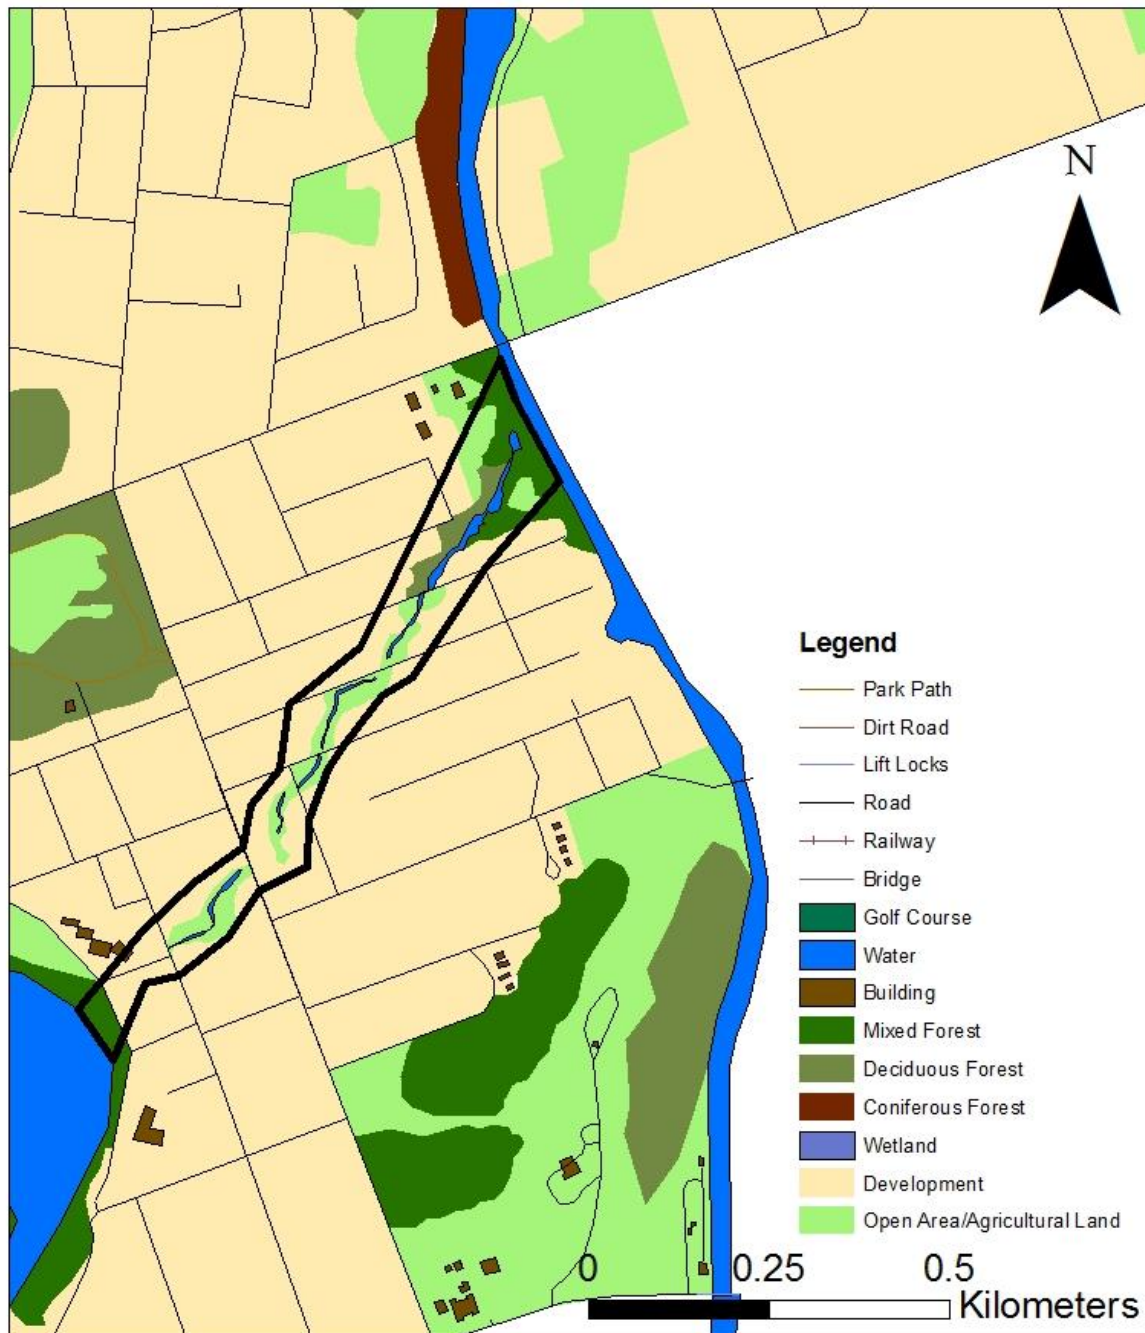 N
Legend
Park Path
Dirt Road
Lift Locks
Road
Railway
Bridge
Golf Course
Water
Building
Mixed Forest
Deciduous Forest
Coniferous Forest
Wetland
Development
Open Area/Agricultural Land
0 0.25 0.5
Kilometers